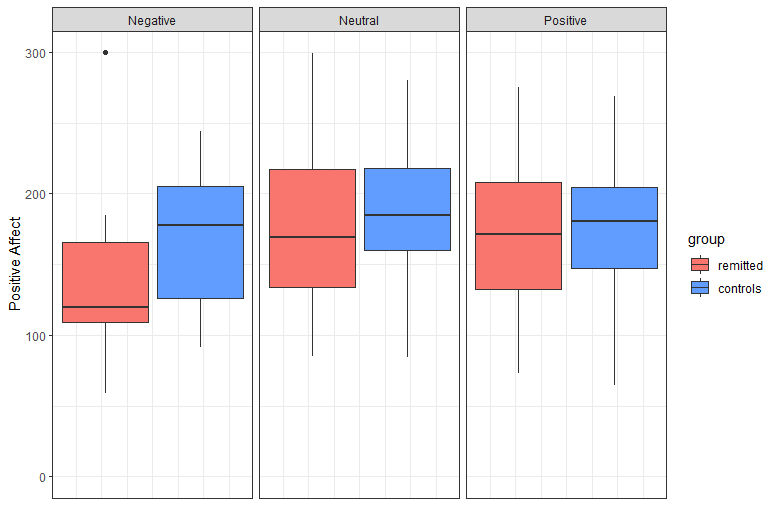 Negative
Neutral
Positive
300
200
100
0
Positive Affect
group
remitted
controls